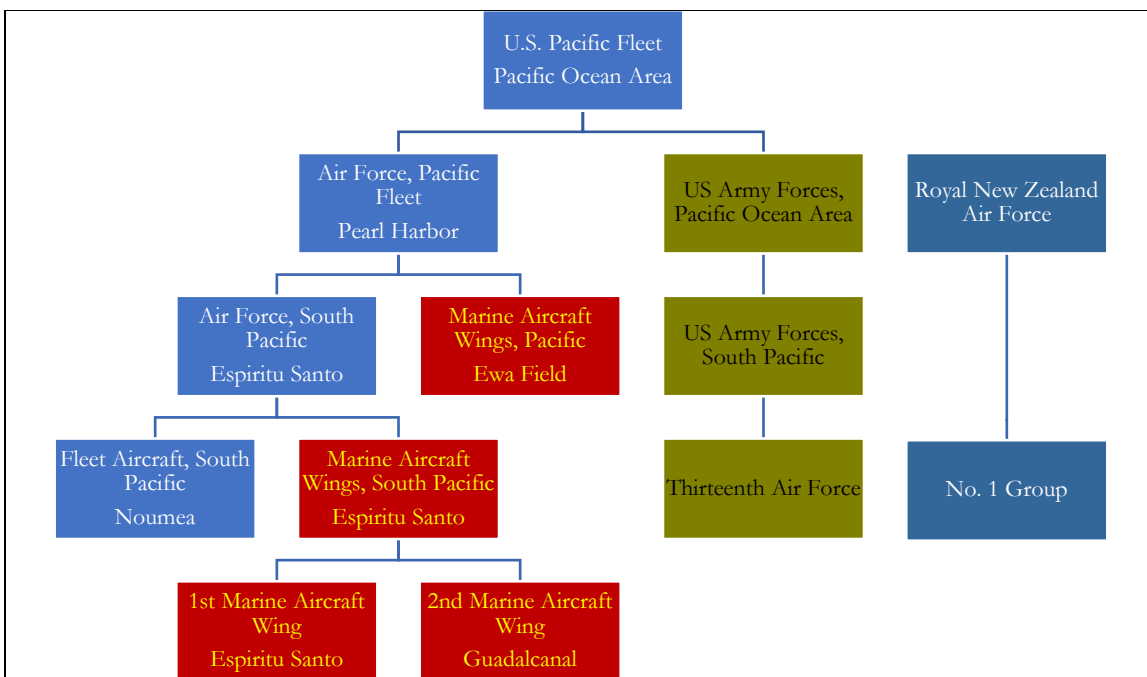 U.S. Pacific Fleet
Pacific Ocean Area
Air Force, Pacific
Fleet
Pearl Harbor
US Army Forces,
Pacific Ocean Area
Royal New Zealand
Air Force
Air Force, South
Pacific
Espiritu Santo
Marine Aircraft
Wings, Pacific
Ewa Field
US Army Forces,
South Pacific
Fleet Aircraft, South
Pacific
Noumea
Marine Aircraft
Wings, South Pacific
Espiritu Santo
Thirteenth Air Force
No. 1 Group
1st Marine Aircraft
Wing
Espiritu Santo
2nd Marine Aircraft
Wing
Guadalcanal